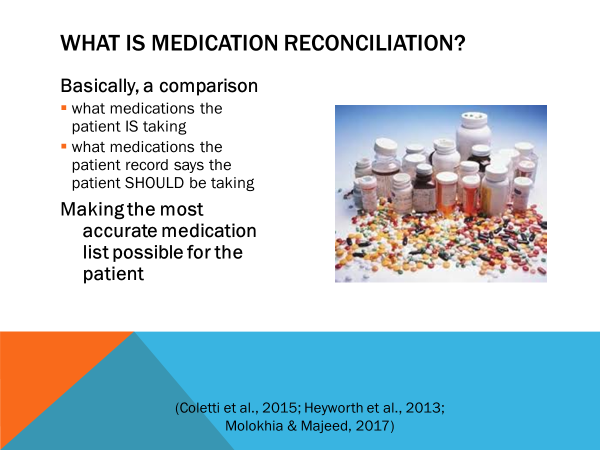 WHAT IS MEDICATION RECONCILIATION?
Basically, a comparison
▪ what medications the
patient IS taking
▪ what medications the
patient record says the
patient SHOULD be taking
Making the most
accurate medication
list possible for the
patient
(Coletti et al., 2015; Heyworth et al., 2013;
Molokhia & Majeed, 2017)